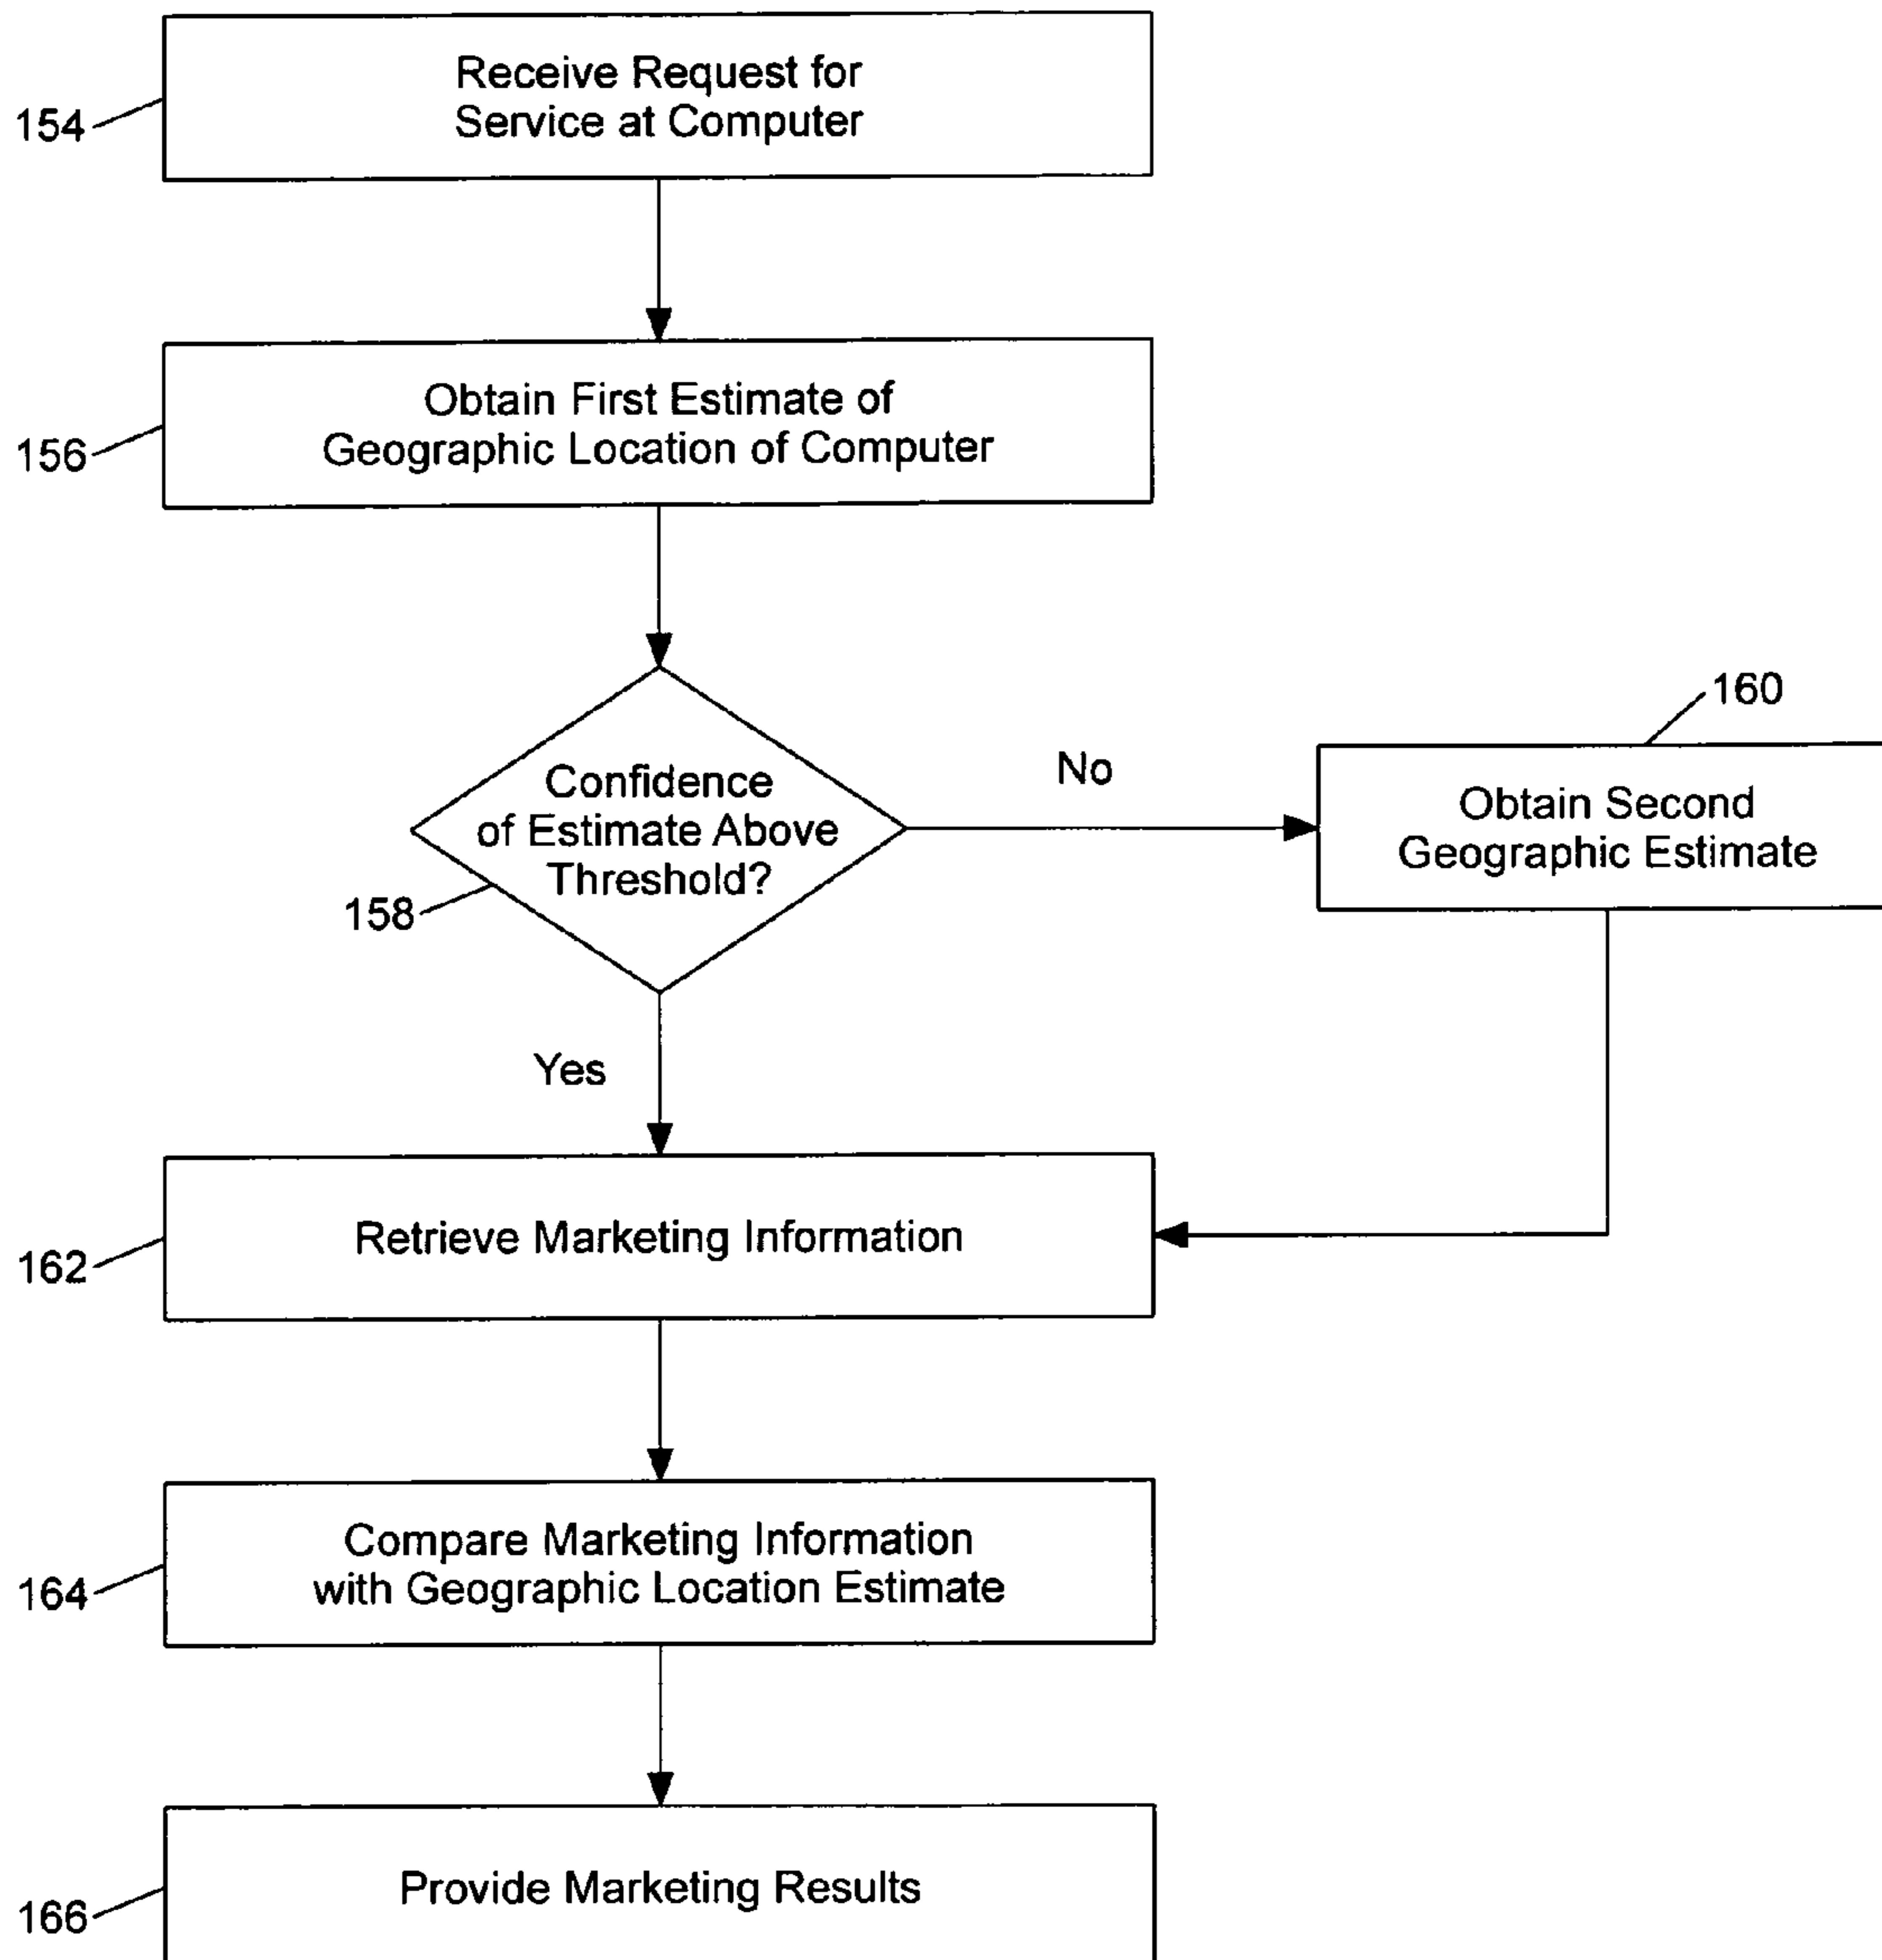 Receive Request for
Service at Computer
154
Obtain First Estimate of
Geographic Location of Computer
156
160
Confidence
of Estimate Above
Threshold?
158
No
Obtain Second
Geographic Estimate
Yes
Retrieve Marketing Information
162
Compare Marketing Information
with Geographic Location Estimate
164
Provide Marketing Results
166